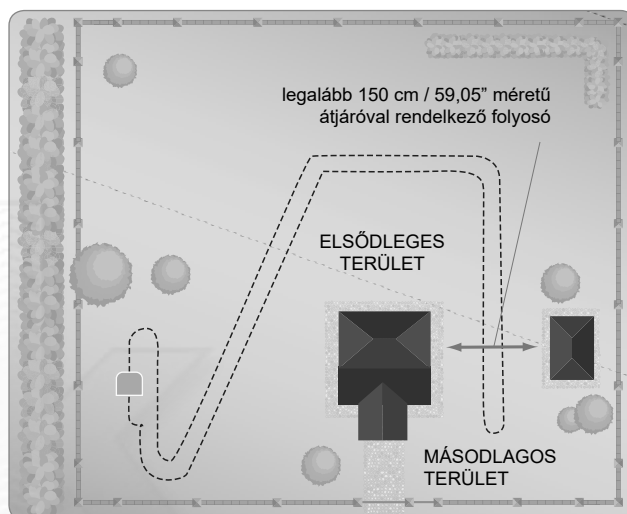 legalább 150 cm / 59,05” méretű
átjáróval rendelkező folyosó
ELSŐDLEGES
TERÜLET
MÁSODLAGOS
TERÜLET